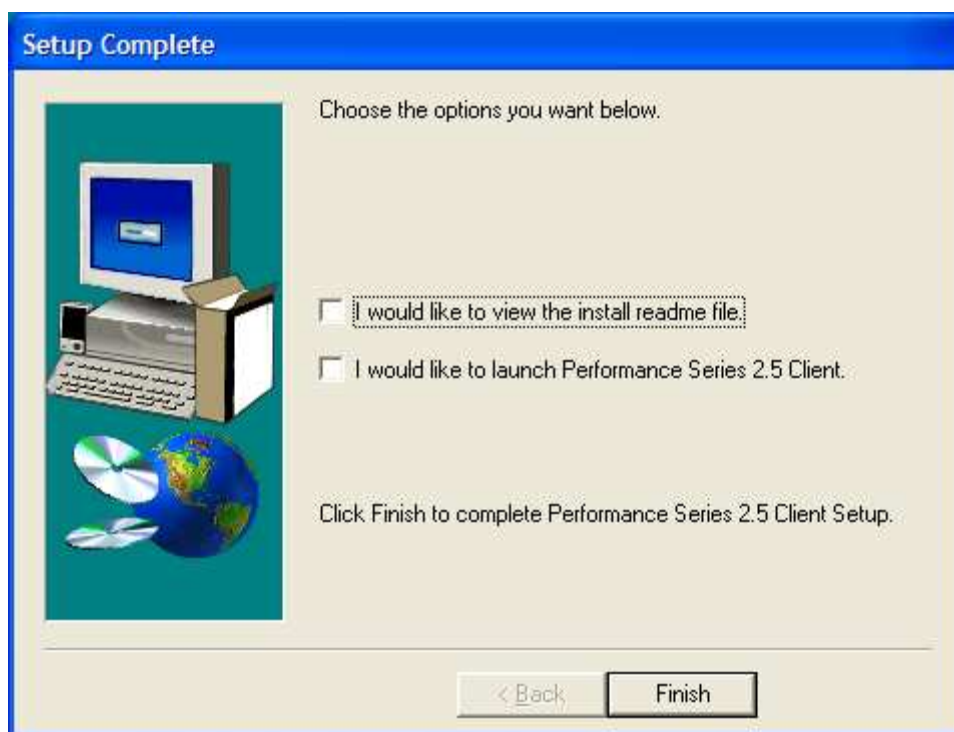 Setup Complete
Choose the options you want below.
I would like to view the install readme file.
I would like to launch Performance Series 2.5 Client.
Click Finish to complete Performance Series 2.5 Client Setup.
< Back
Finish